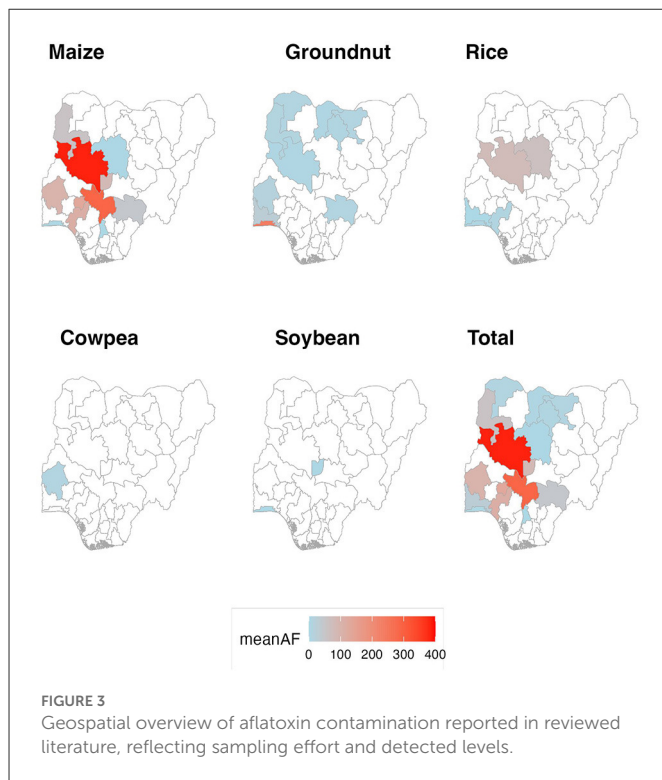 Maize Groundnut Rice
Cowpea Soybean Total
meanAF
0 100 200 300 400
FIGURE 3
Geospatial overview of aflatoxin contamination reported in reviewed
literature, reflecting sampling effort and detected levels.